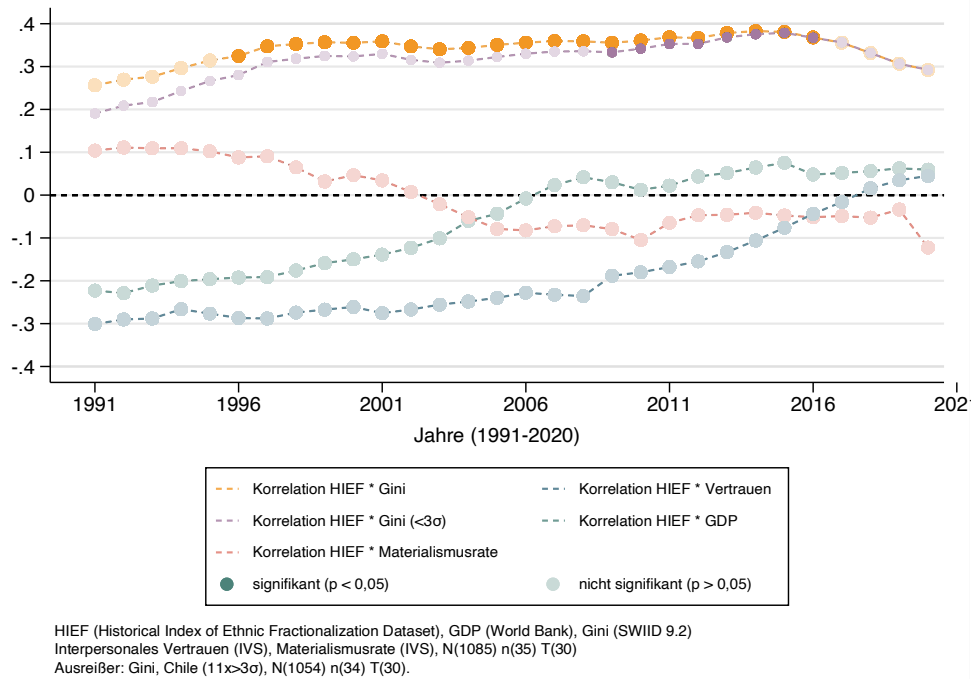 .4
.3
.2
.1
0
-.1
-.2
-.3
-.4
1991 1996 2001 2006 2011 2016 2021
Jahre (1991-2020)
Korrelation HIEF * Gini Korrelation HIEF * Vertrauen
Korrelation HIEF * Gini (<3σ) Korrelation HIEF * GDP
Korrelation HIEF * Materialismusrate
signifikant (p < 0,05) nicht signifikant (p > 0,05)
HIEF (Historical Index of Ethnic Fractionalization Dataset), GDP (World Bank), Gini (SWIID 9.2)
Interpersonales Vertrauen (IVS), Materialismusrate (IVS), N(1085) n(35) T(30)
Ausreißer: Gini, Chile (11x>3σ), N(1054) n(34) T(30).